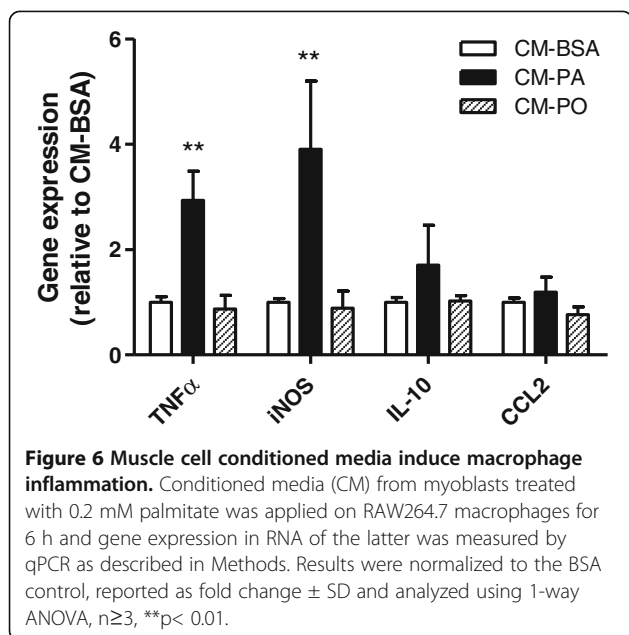 6
4
2
0
Gene expression
(relative to CM-BSA)
**
**
CM-BSA
CM-PA
CM-PO
TNFα
iNOS
IL-10
CCL2
Figure 6 Muscle cell conditioned media induce macrophage
inflammation. Conditioned media (CM) from myoblasts treated
with 0.2 mM palmitate was applied on RAW264.7 macrophages for
6 h and gene expression in RNA of the latter was measured by
qPCR as described in Methods. Results were normalized to the BSA
control, reported as fold change ± SD and analyzed using 1-way
ANOVA, n≥3, **p< 0.01.